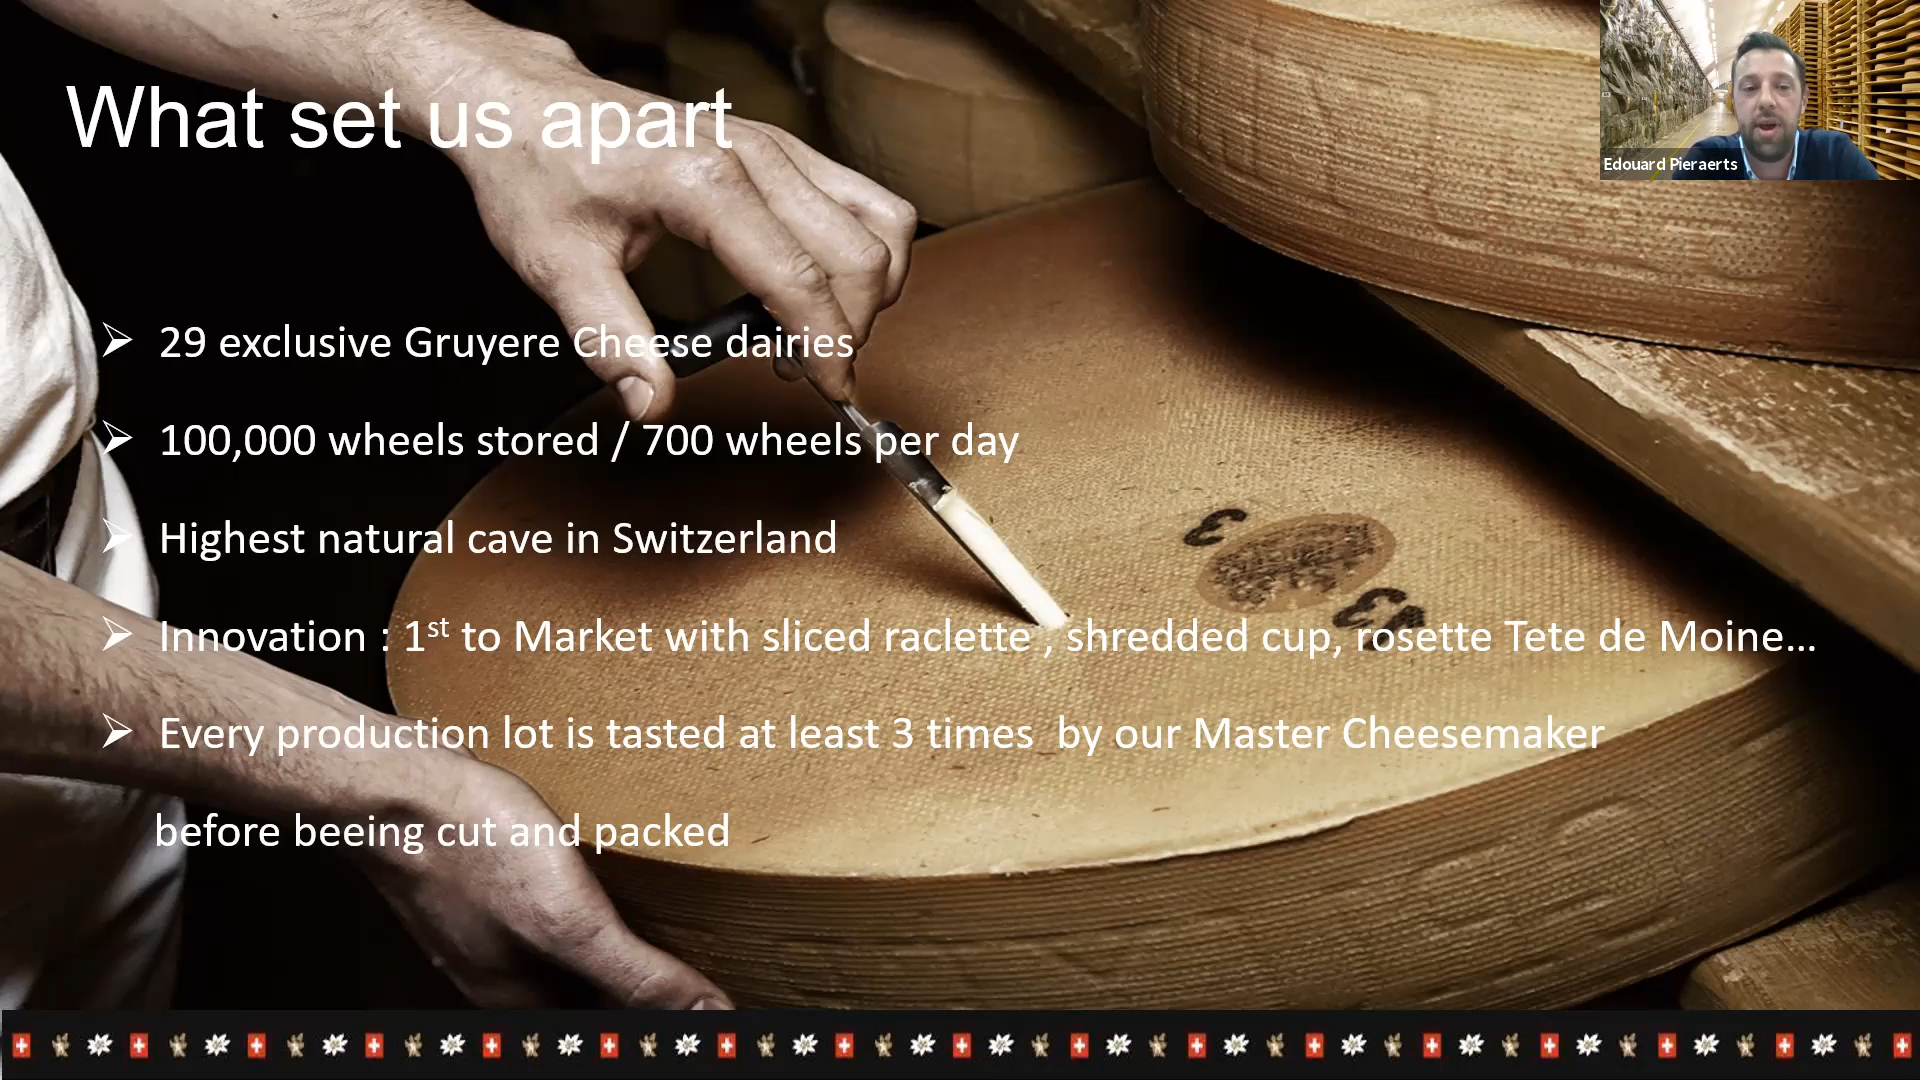 What set us apart
Edouard Pieraerts
⮚ 29 exclusive Gruyere Cheese dairies
⮚ 100,000 wheels stored / 700 wheels per day
⮚ Highest natural cave in Switzerland
⮚ Innovation : 1st to Market with sliced raclette , shredded cup, rosette Tete de Moine...
⮚ Every production lot is tasted at least 3 times  by our Master Cheesemaker
before beeing cut and packed